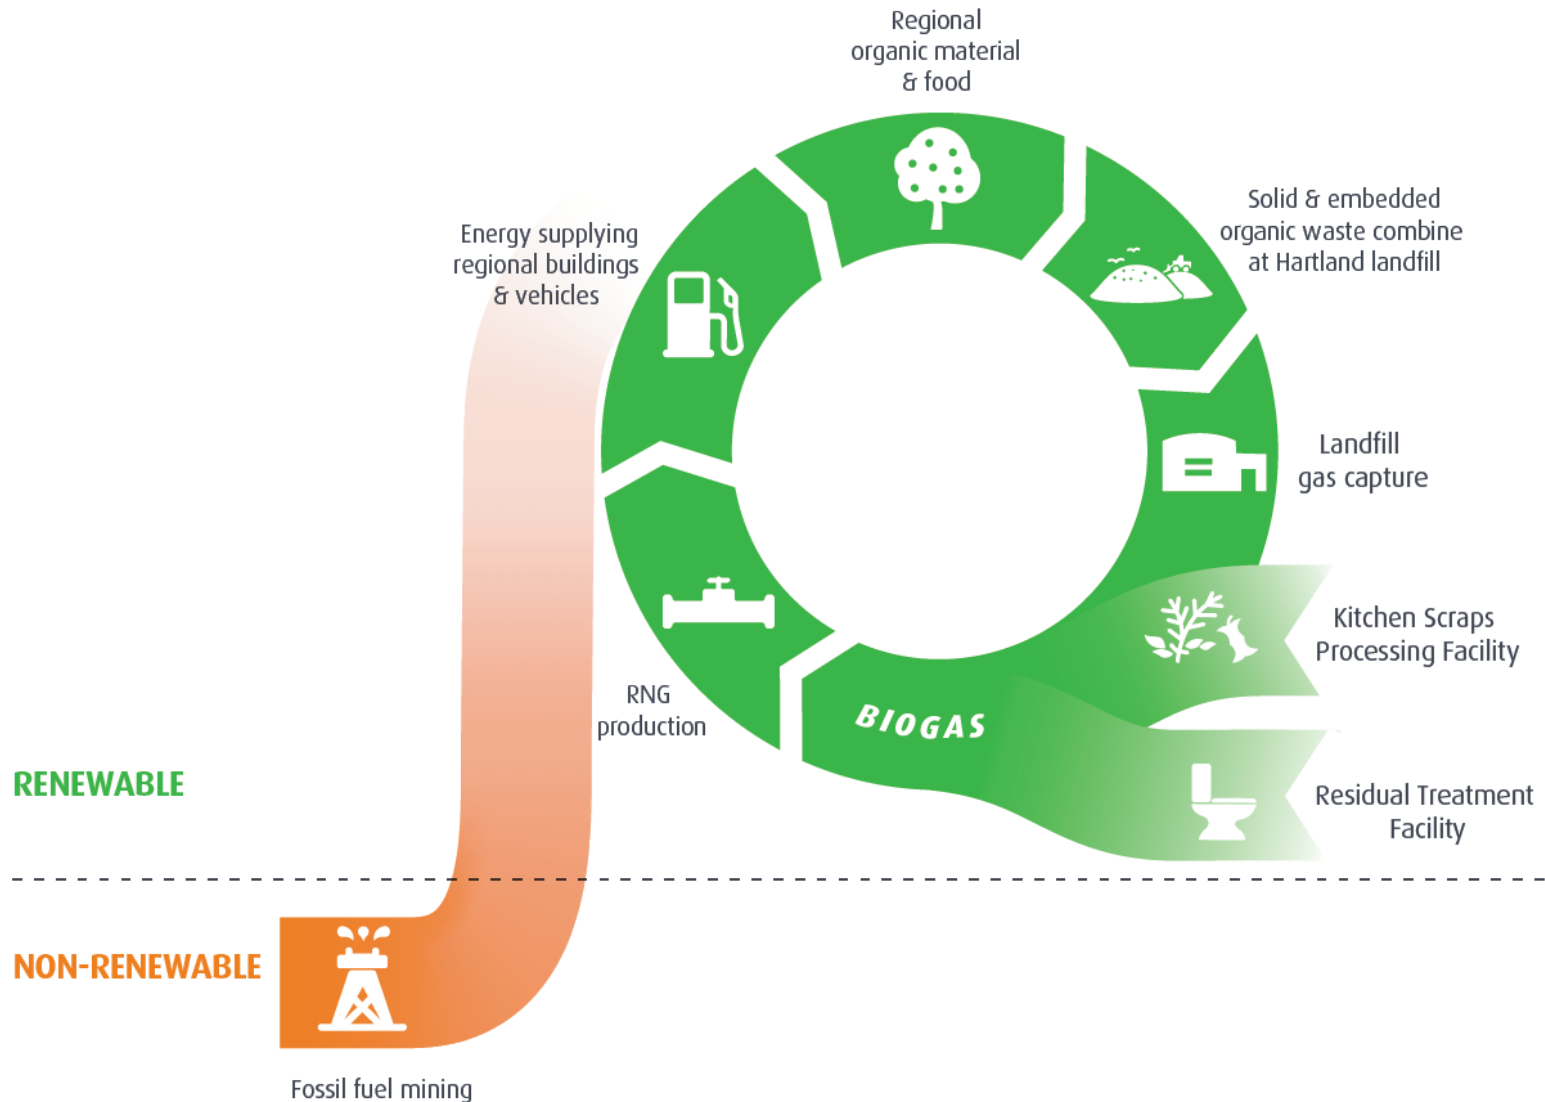 Regional
organic material
& food
Solid & embedded
organic waste combine
at Hartland landfill
Energy supplying
regional buildings
& vehicles
Landfill
gas capture
Kitchen Scraps
Processing Facility
RNG
production
BIOGAS
Residual Treatment
Facility
RENEWABLE
NON-RENEWABLE
Fossil fuel mining